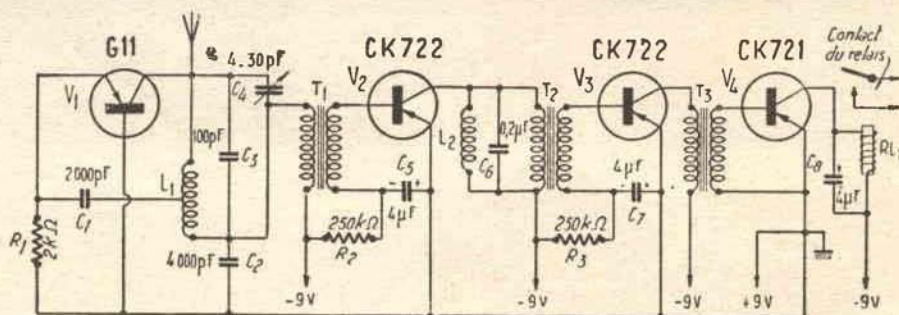 G11
CK722
CK722
CK721
Contact
du relais
4.30pF
V1
C4
T1
V2
L2
T2
V3
T3
V4
100pF
C3
0,2µF
C6
2000pF
C1
L1
C5
4µF
4µF
C7
C8
4µF
RL
R1
2kΩ
4000pF
C2
250kΩ
R2
250kΩ
R3
-9V
-9V
-9V
+9V
-9V